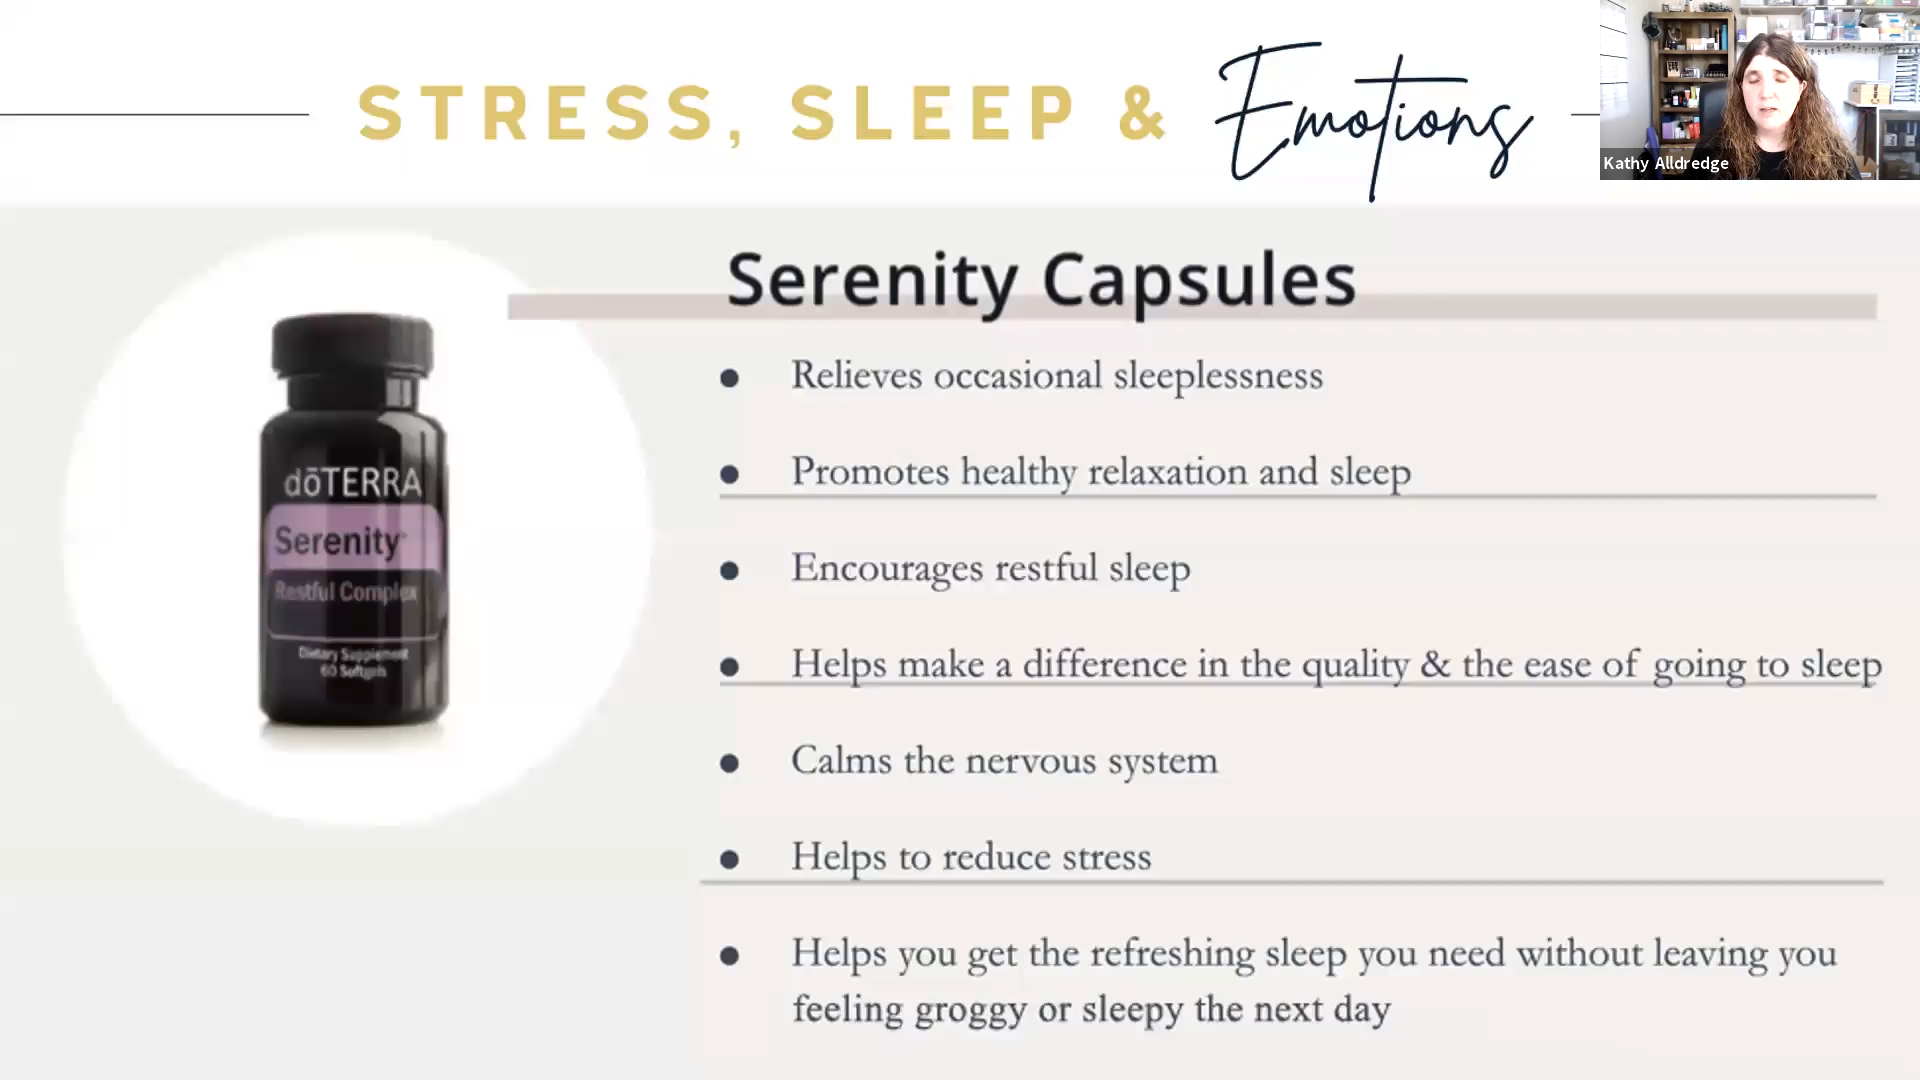 STRESS, SLEEP & Emotions
Kathy Alldredge
Serenity Capsules
dōTERRA
Serenity
Restful Complex
Dietary Supplement
60 Softgels
● Relieves occasional sleeplessness
● Promotes healthy relaxation and sleep
● Encourages restful sleep
● Helps make a difference in the quality & the ease of going to sleep
● Calms the nervous system
● Helps to reduce stress
● Helps you get the refreshing sleep you need without leaving you
feeling groggy or sleepy the next day